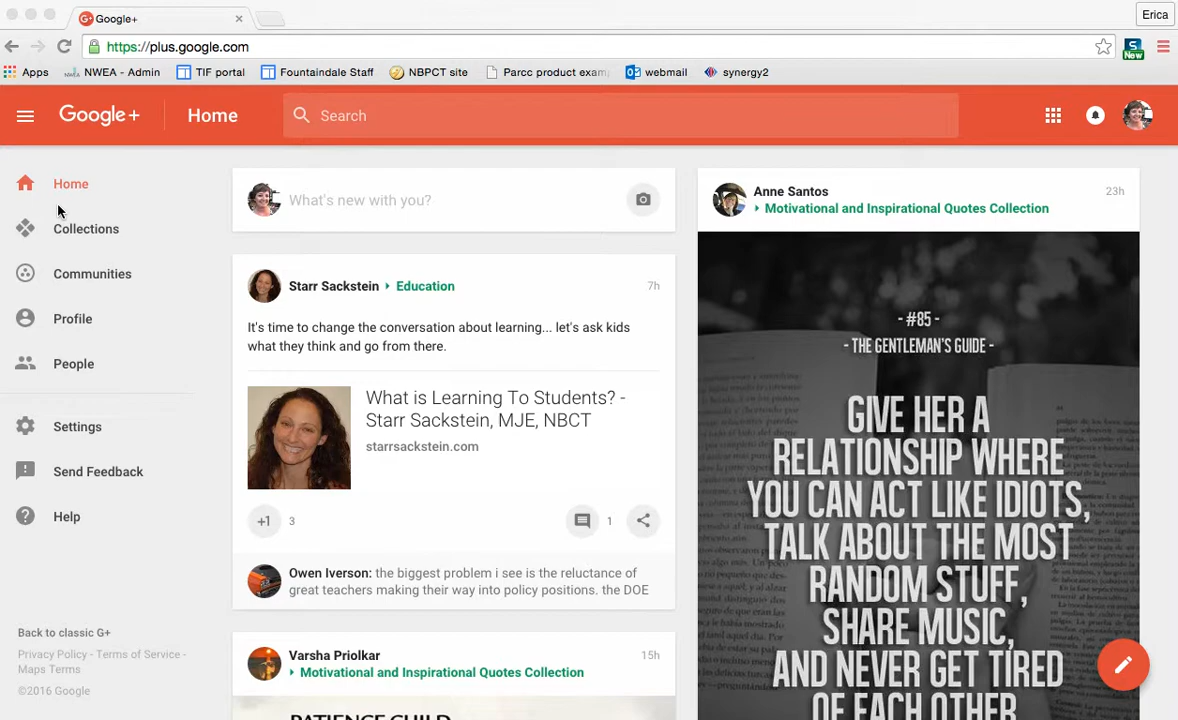 Google+
Erica
https://plus.google.com
Apps
NWEA - Admin
TIF portal
Fountaindale Staff
NBPCT site
Parcc product exam
webmail
synergy2
S
New
Google+
Home
Search
Home
Collections
Communities
Profile
People
Settings
Send Feedback
Help
Back to classic G+
Privacy Policy - Terms of Service -
Maps Terms
©2016 Google
What's new with you?
Starr Sackstein ‣ Education
7h
It's time to change the conversation about learning... let's ask kids
what they think and go from there.
What is Learning To Students? -
Starr Sackstein, MJE, NBCT
starrsackstein.com
+1
3
1
Owen Iverson: the biggest problem i see is the reluctance of
great teachers making their way into policy positions. the DOE
Varsha Priolkar
15h
‣ Motivational and Inspirational Quotes Collection
PATIENCE CHILD
Anne Santos
23h
‣ Motivational and Inspirational Quotes Collection
- #85 -
- THE GENTLEMAN'S GUIDE -
GIVE HER A
RELATIONSHIP WHERE
YOU CAN ACT LIKE IDIOTS,
TALK ABOUT THE MOST
RANDOM STUFF,
SHARE MUSIC,
AND NEVER GET TIRED
OF EACH OTHER